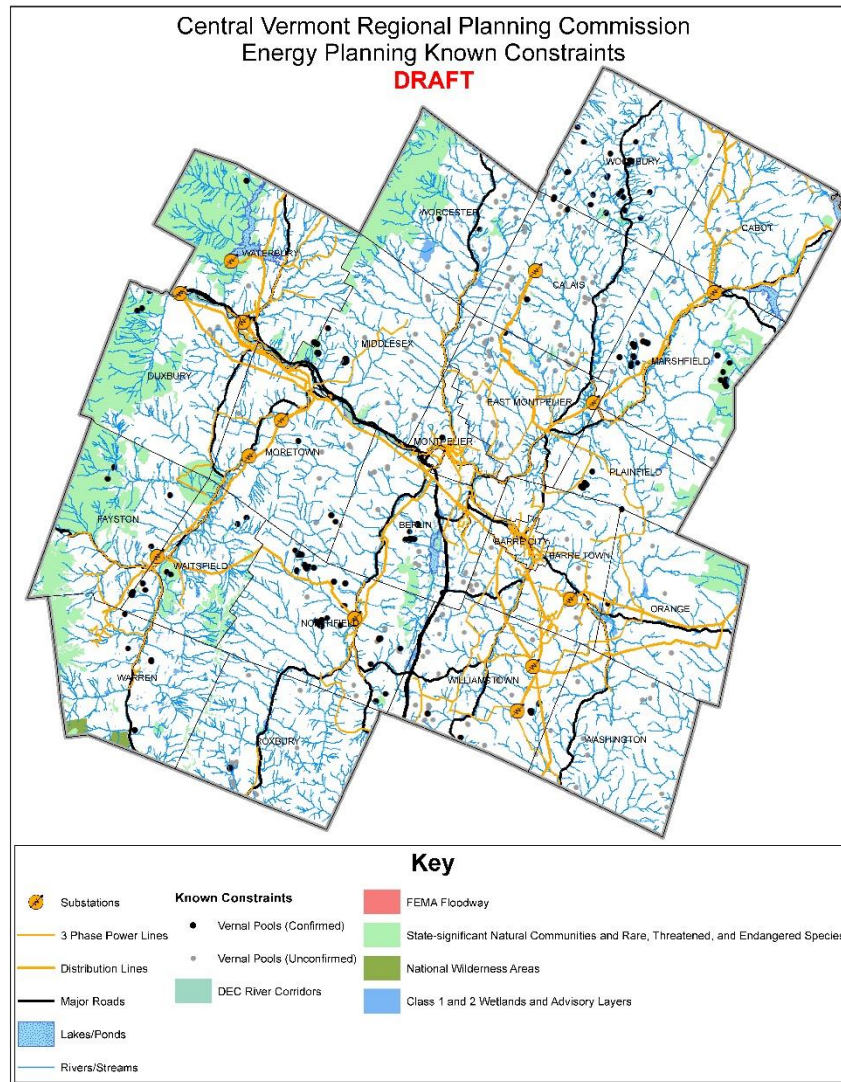 Central Vermont Regional Planning Commission
Energy Planning Known Constraints
DRAFT
WOODBURY
WORCESTER
CABOT
WATERBURY
CALAIS
MIDDLESEX
MARSHFIELD
DUXBURY
EAST MONTPELIER
MONTPELIER
MORETOWN
PLAINFIELD
FAYSTON
BERLIN
BARRE CITY
BARRE TOWN
WAITSFIELD
ORANGE
NORTHFIELD
WARREN
WILLIAMSTOWN
ROXBURY
WASHINGTON
Key
Substations
3 Phase Power Lines
Distribution Lines
Major Roads
Lakes/Ponds
Rivers/Streams
Known Constraints
Vernal Pools (Confirmed)
Vernal Pools (Unconfirmed)
DEC River Corridors
FEMA Floodway
State-significant Natural Communities and Rare, Threatened, and Endangered Species
National Wilderness Areas
Class 1 and 2 Wetlands and Advisory Layers